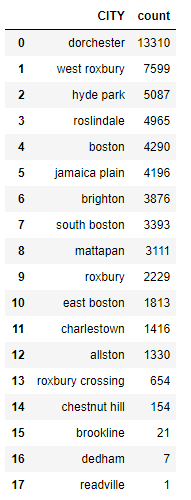 CITY count
0 dorchester 13310
1 west roxbury 7599
2 hyde park 5087
3 roslindale 4965
4 boston 4290
5 jamaica plain 4196
6 brighton 3876
7 south boston 3393
8 mattapan 3111
9 roxbury 2229
10 east boston 1813
11 charlestown 1416
12 allston 1330
13 roxbury crossing 654
14 chestnut hill 154
15 brookline 21
16 dedham 7
17 readville 1